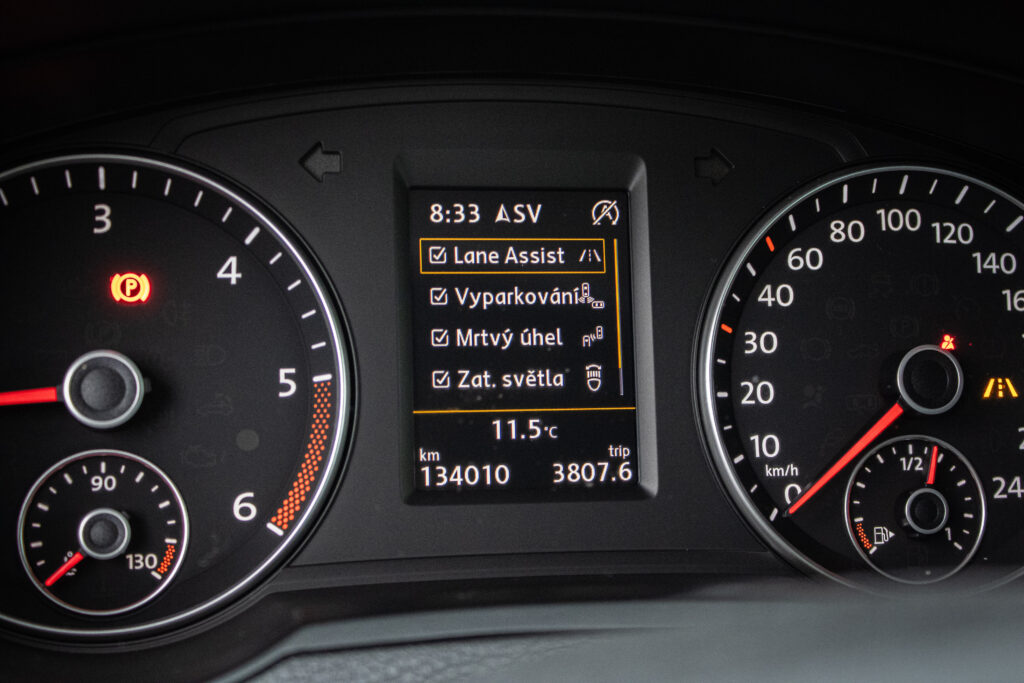 3
4
5
6
P
90
130
8:33 SV
Lane Assist
Vyparkování
Mrtvý úhel
Zat. světla
11.5°C
km
134010
trip
3807.6
0
10
20
30
40
60
80
100
120
140
km/h
1/2
1